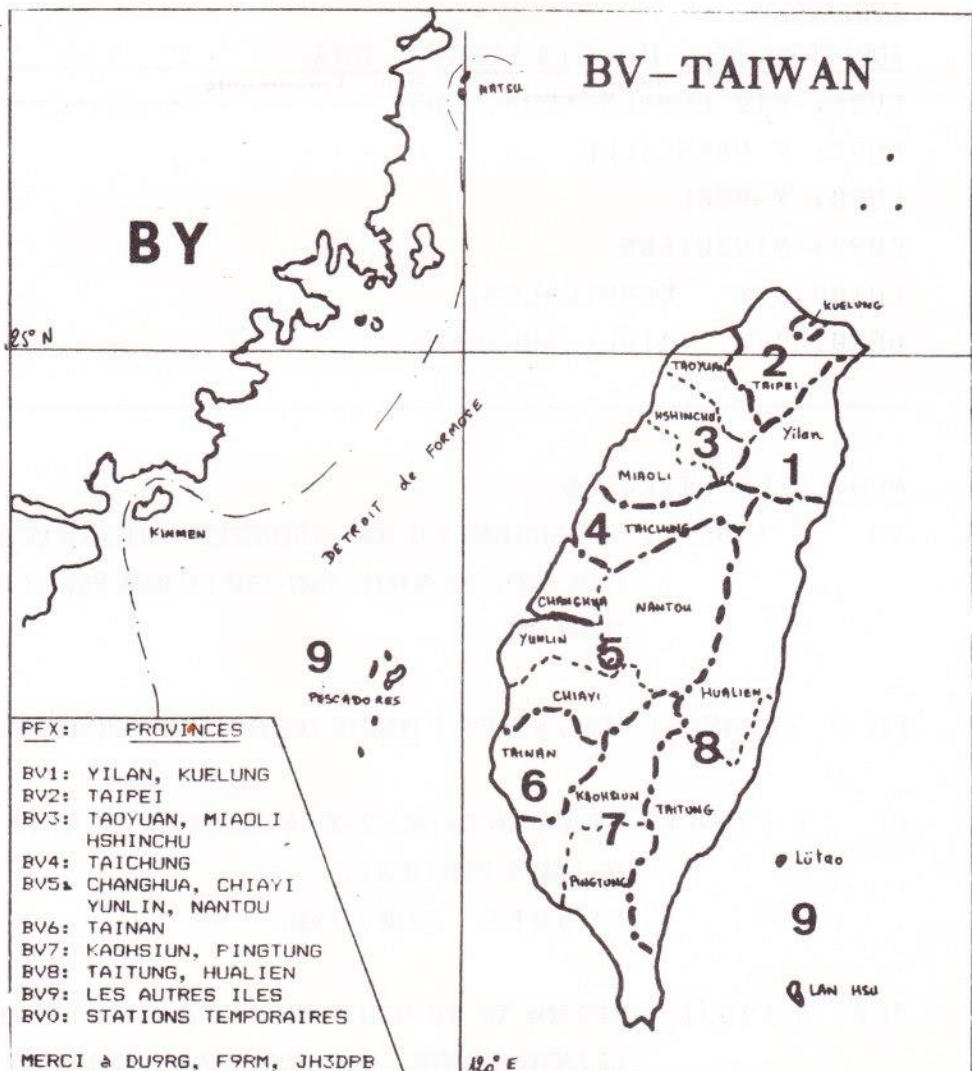 BV-TAIWAN
MATSU
BY
25° N
KUELUNG
2
TAOYUAN
TAIPEI
HSHINCHU
3
Yilan
1
MIAOLI
DETROIT de FORMOSE
KINMEN
4
TAICHUNG
CHANGHUA
NANTOU
YUNLIN
5
9
PESCADORES
CHIAYI
HUALIEN
8
TAINAN
6
KAOHSIUN
7
TAITUNG
PINGTUNG
Lütao
9
LAN HSU
PFX: PROVINCES
BV1: YILAN, KUELUNG
BV2: TAIPEI
BV3: TAOYUAN, MIAOLI
HSHINCHU
BV4: TAICHUNG
BV5: CHANGHUA, CHIAYI
YUNLIN, NANTOU
BV6: TAINAN
BV7: KAOHSIUN, PINGTUNG
BV8: TAITUNG, HUALIEN
BV9: LES AUTRES ILES
BV0: STATIONS TEMPORAIRES
MERCI à DU9RG, F9RM, JH3DPB
120° E